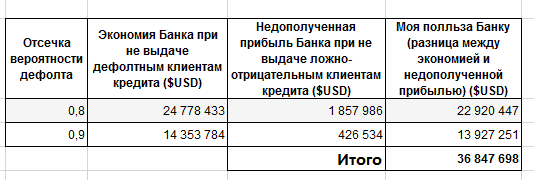 Отсечка вероятности дефолта
Экономия Банка при не выдаче дефолтным клиентам кредита ($USD)
Недополученная прибыль Банка при не выдаче ложно-отрицательным клиентам кредита ($USD)
Моя полльза Банку (разница между экономией и недополученной прибылью) ($USD)
0,8 24 778 433 1 857 986 22 920 447
0,9 14 353 784 426 534 13 927 251
Итого 36 847 698